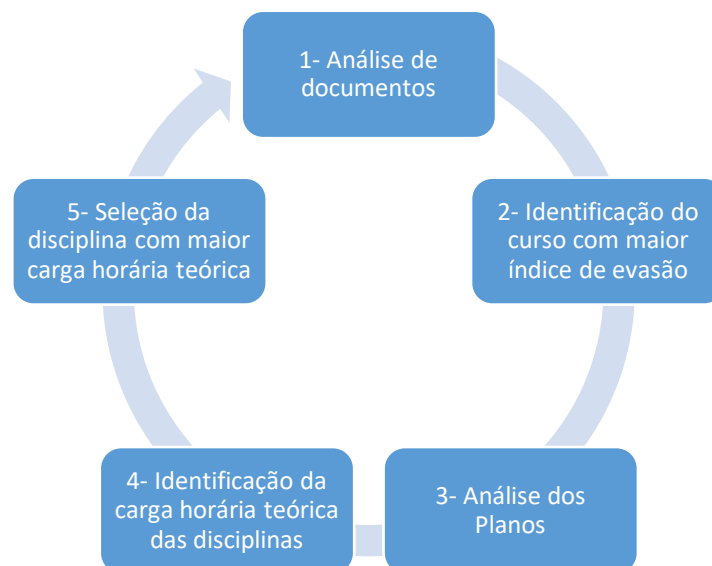 1- Análise de
documentos
2- Identificação do
curso com maior
índice de evasão
3- Análise dos
Planos
4- Identificação da
carga horária teórica
das disciplinas
5- Seleção da
disciplina com maior
carga horária teórica